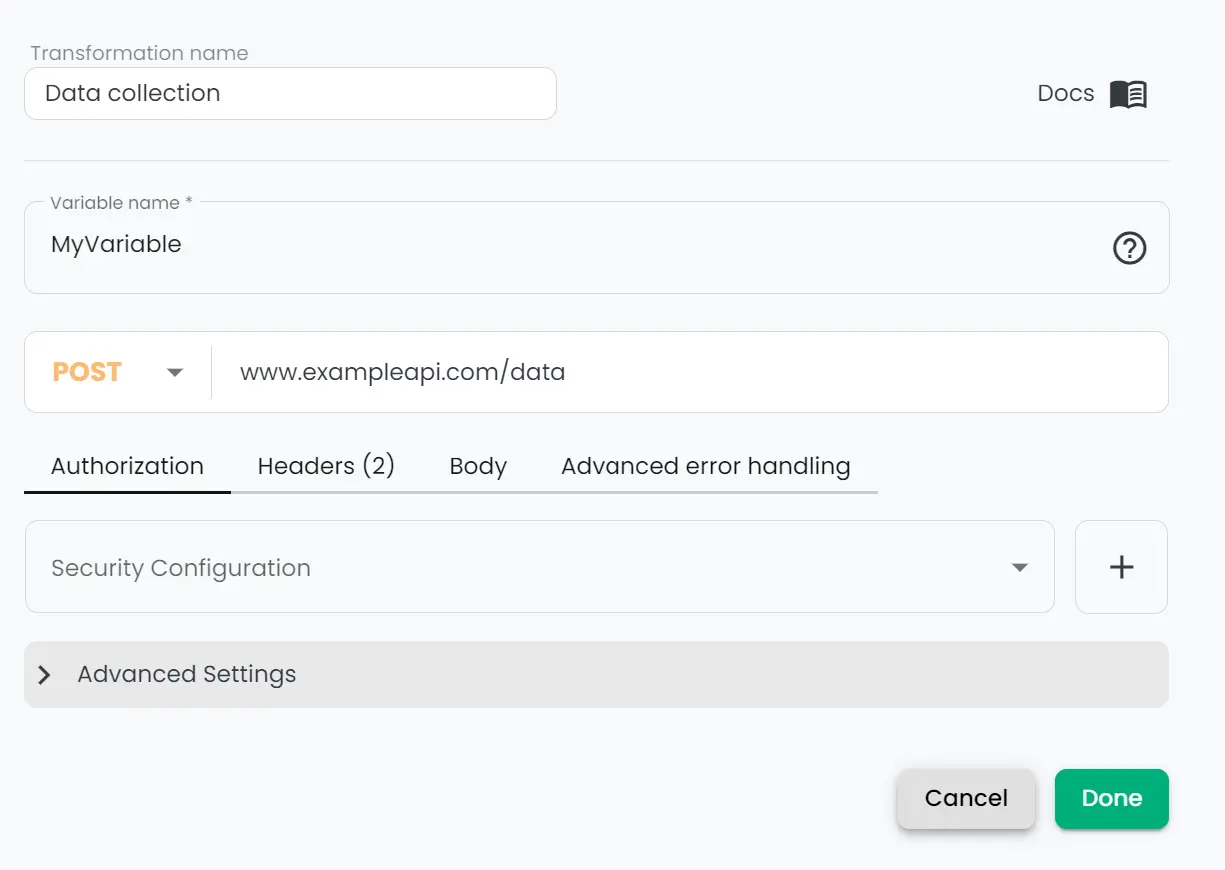 Transformation name
Data collection
Docs
Variable name *
MyVariable
POST
www.exampleapi.com/data
Authorization
Headers (2)
Body
Advanced error handling
Security Configuration
Advanced Settings
Cancel
Done